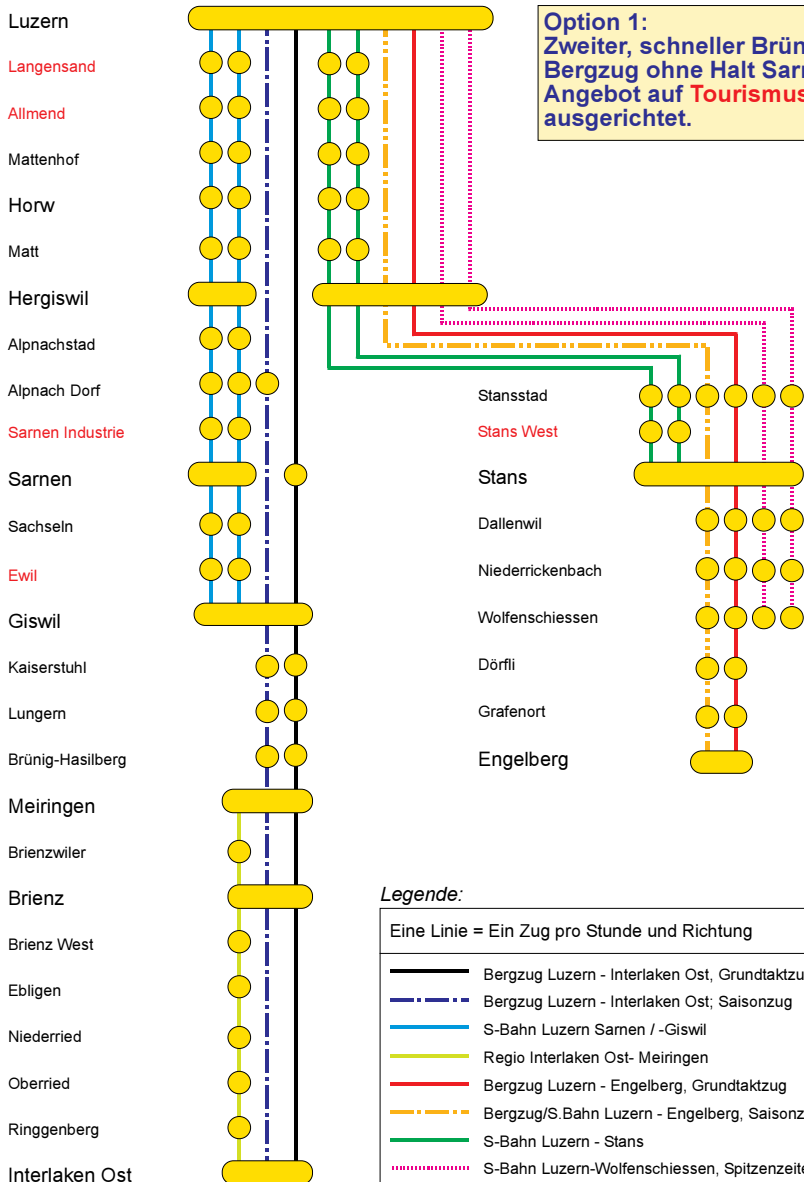 Luzern
Langensand
Allmend
Mattenhof
Horw
Matt
Hergiswil
Alpnachstad
Alpnach Dorf
Sarnen Industrie
Sarnen
Sachseln
Ewil
Giswil
Kaiserstuhl
Lungern
Brünig-Hasilberg
Meiringen
Brienzwiler
Brienz
Brienz West
Ebligen
Niederried
Oberried
Ringgenberg
Interlaken Ost
Option 1:
Zweiter, schneller
Bergzug ohne Halt
Angebot auf Tourismus
ausgerichtet.
Stansstad
Stans West
Stans
Dallenwil
Niederrickenbach
Wolfenschiessen
Dörfli
Grafenort
Engelberg
Legende:
Eine Linie = Ein Zug pro Stunde und Richtung
Bergzug Luzern - Interlaken Ost, Grundtaktzu
Bergzug Luzern - Interlaken Ost; Saisonzug
S-Bahn Luzern Sarnen / -Giswil
Regio Interlaken Ost- Meiringen
Bergzug Luzern - Engelberg, Grundtaktzug
Bergzug/S.Bahn Luzern - Engelberg, Saisonz
S-Bahn Luzern - Stans
S-Bahn Luzern-Wolfenschiessen, Spitzenzeite